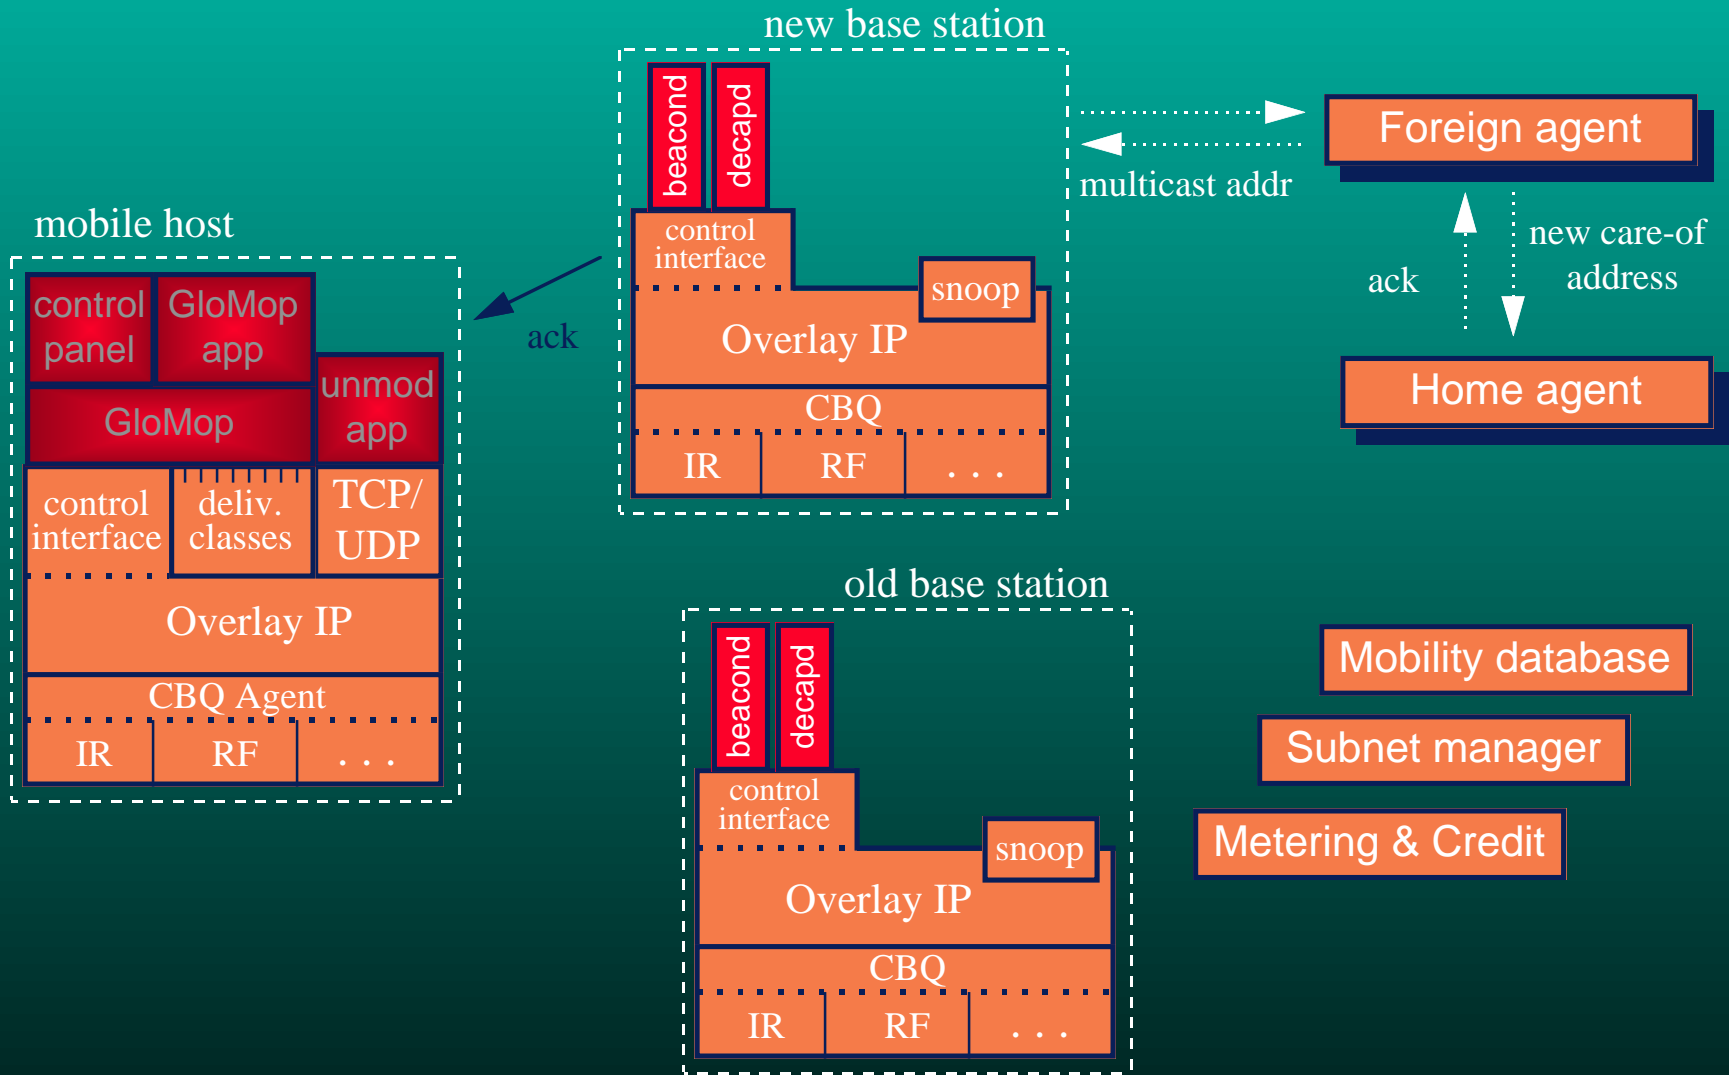 new base station
beacond
decapd
control
interface
snoop
Overlay IP
CBQ
IR RF . . .
mobile host
control
panel
GloMop
app
GloMop
unmod
app
control
interface
deliv.
classes
TCP/
UDP
Overlay IP
CBQ Agent
IR RF . . .
ack
multicast addr
Foreign agent
ack
new care-of
address
Home agent
old base station
beacond
decapd
control
interface
snoop
Overlay IP
CBQ
IR RF . . .
Mobility database
Subnet manager
Metering & Credit